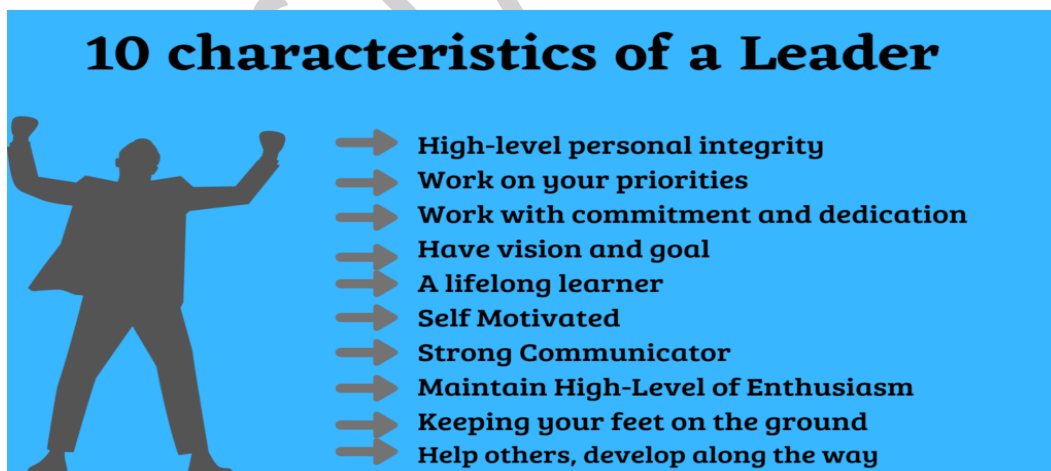 10 characteristics of a Leader
High-level personal integrity
Work on your priorities
Work with commitment and dedication
Have vision and goal
A lifelong learner
Self Motivated
Strong Communicator
Maintain High-Level of Enthusiasm
Keeping your feet on the ground
Help others, develop along the way